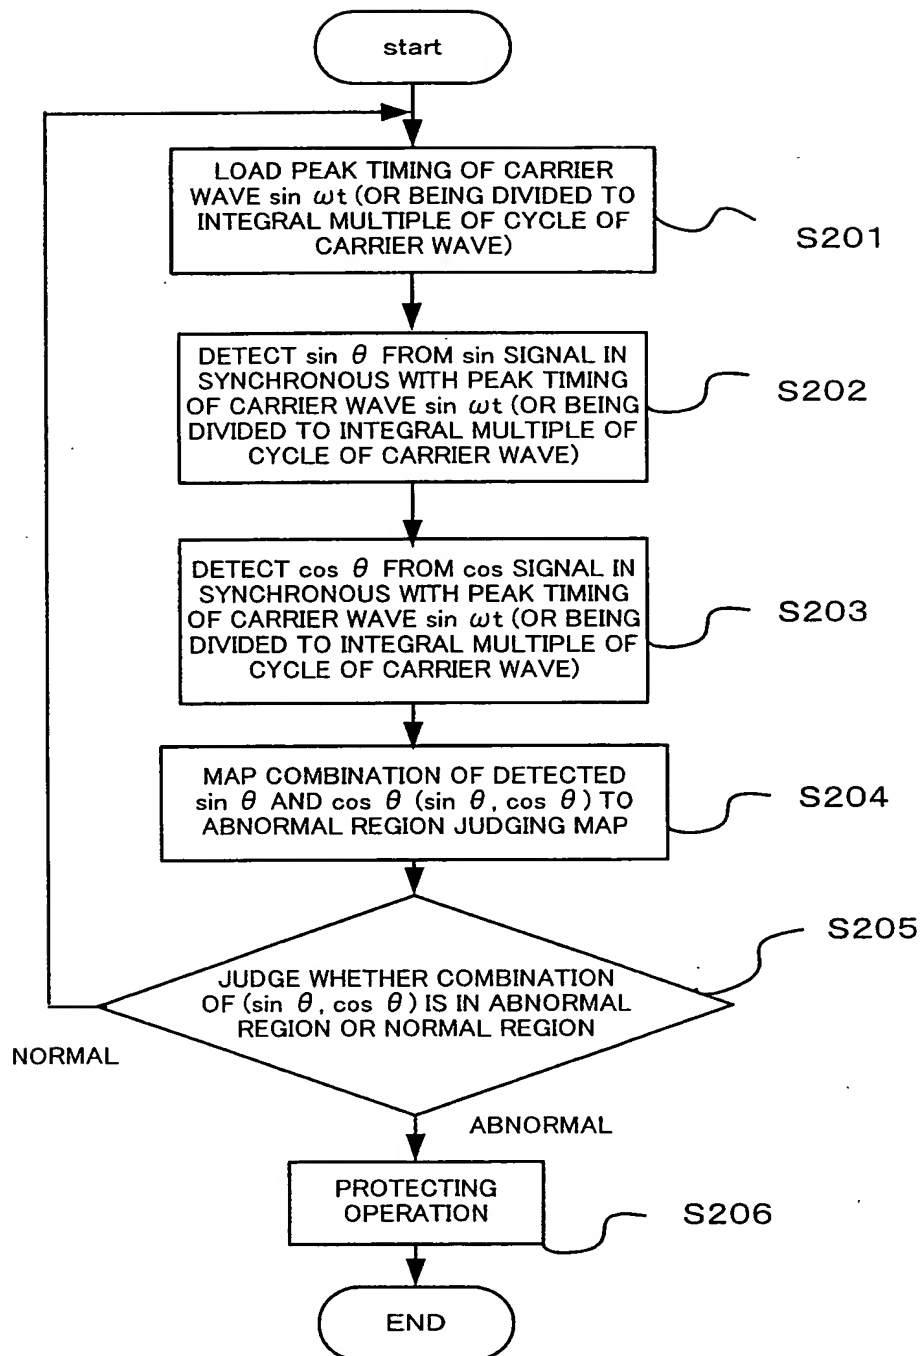 start
LOAD PEAK TIMING OF CARRIER
WAVE sin ωt (OR BEING DIVIDED TO
INTEGRAL MULTIPLE OF CYCLE OF
CARRIER WAVE)
S201
DETECT sin θ FROM sin SIGNAL IN
SYNCHRONOUS WITH PEAK TIMING
OF CARRIER WAVE sin ωt (OR BEING
DIVIDED TO INTEGRAL MULTIPLE OF
CYCLE OF CARRIER WAVE)
S202
DETECT cos θ FROM cos SIGNAL IN
SYNCHRONOUS WITH PEAK TIMING
OF CARRIER WAVE sin ωt (OR BEING
DIVIDED TO INTEGRAL MULTIPLE OF
CYCLE OF CARRIER WAVE)
S203
MAP COMBINATION OF DETECTED
sin θ AND cos θ (sin θ, cos θ) TO
ABNORMAL REGION JUDGING MAP
S204
JUDGE WHETHER COMBINATION
OF (sin θ, cos θ) IS IN ABNORMAL
REGION OR NORMAL REGION
S205
NORMAL
ABNORMAL
PROTECTING
OPERATION
S206
END